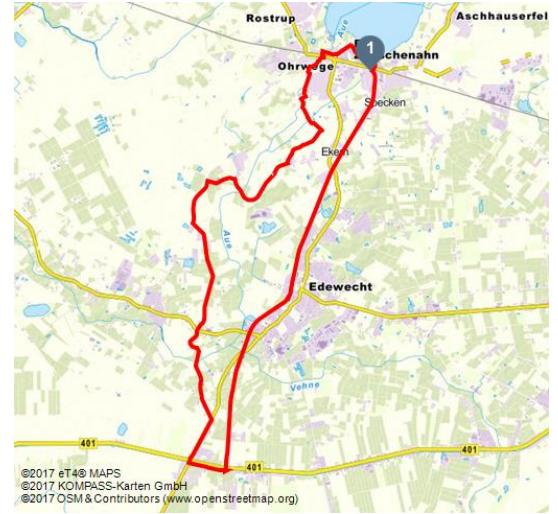 Rostrup
Aue
Aschhauserfel
1
Ohrwege
Specken
Ekern
Aue
Edewecht
Vehne
401
401
401
©2017 eT4® MAPS
©2017 KOMPASS-Karten GmbH
©2017 OSM & Contributors (www.openstreetmap.org)